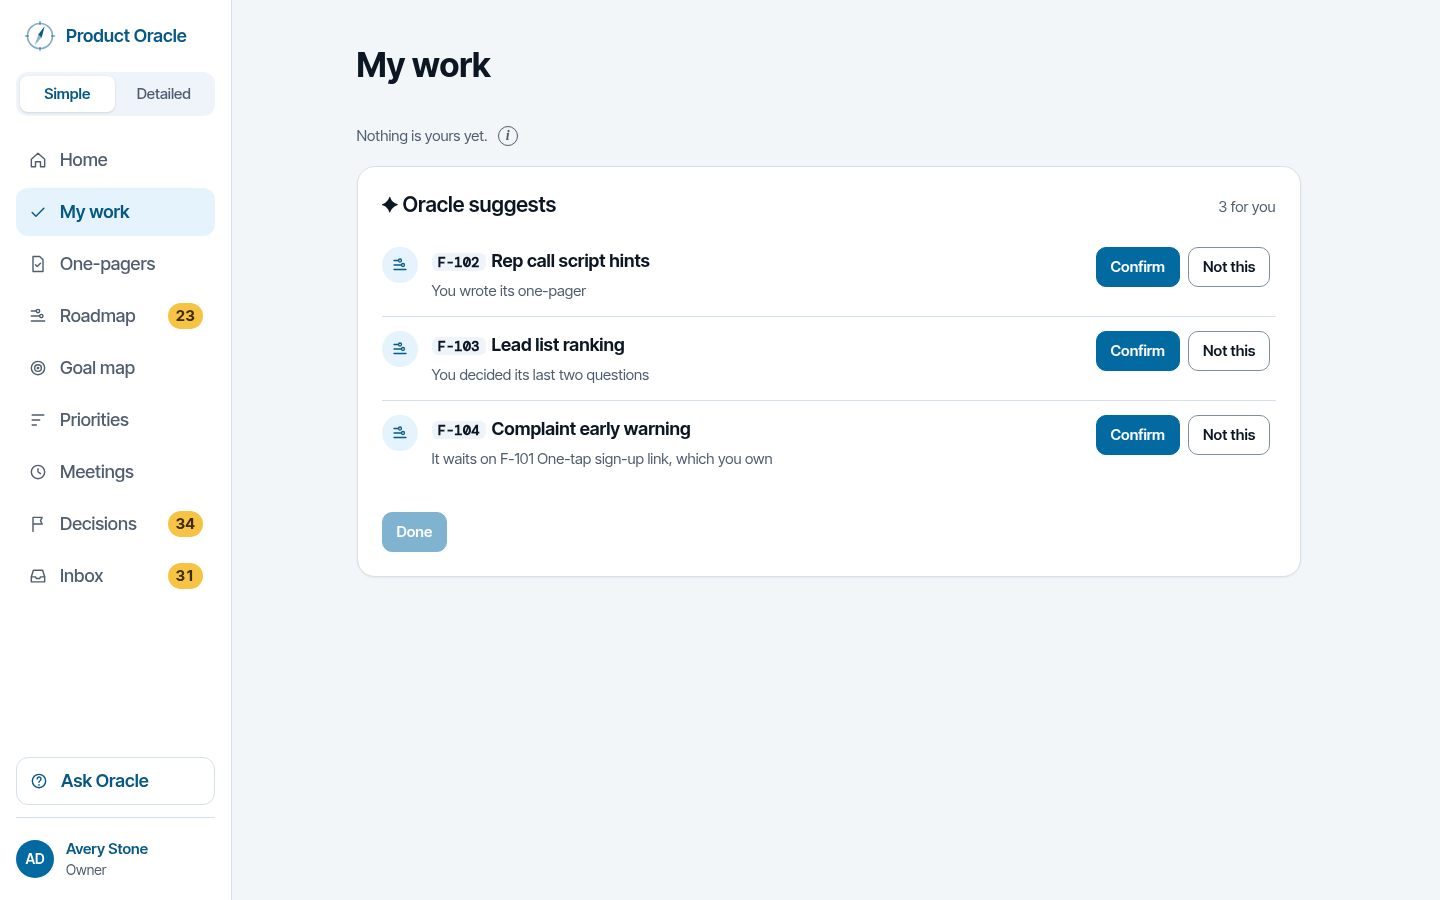 Product Oracle
Simple Detailed
Home
My work
One-pagers
Roadmap 23
Goal map
Priorities
Meetings
Decisions 34
Inbox 31
Ask Oracle
AD Avery Stone
Owner
My work
Nothing is yours yet. i
Oracle suggests 3 for you
F-102 Rep call script hints Confirm Not this
You wrote its one-pager
F-103 Lead list ranking Confirm Not this
You decided its last two questions
F-104 Complaint early warning Confirm Not this
It waits on F-101 One-tap sign-up link, which you own
Done